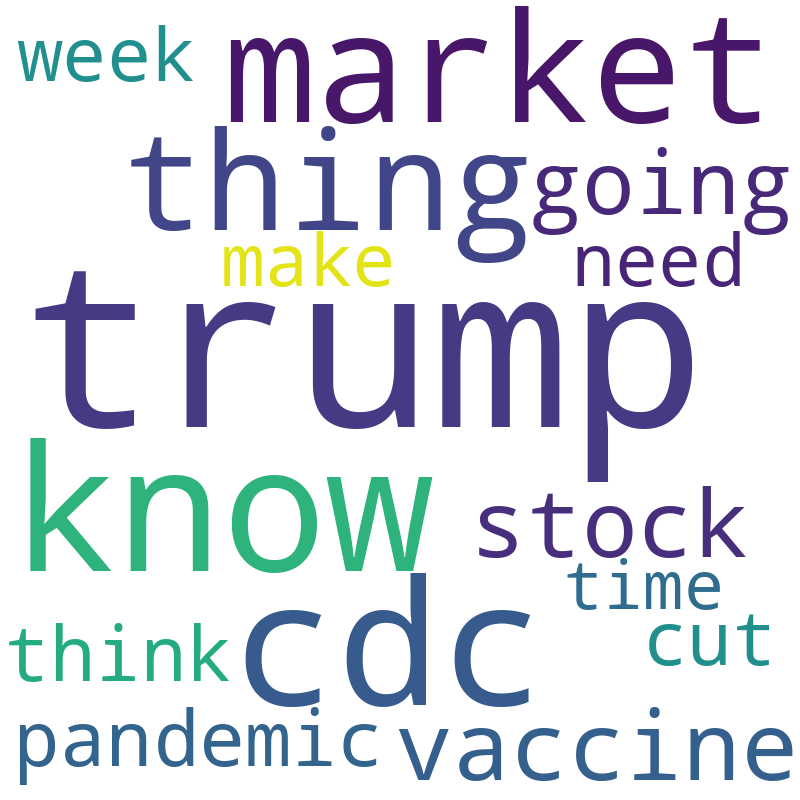 week market
thing going
make need
trump
know stock
time
think cdc cut
pandemic vaccine